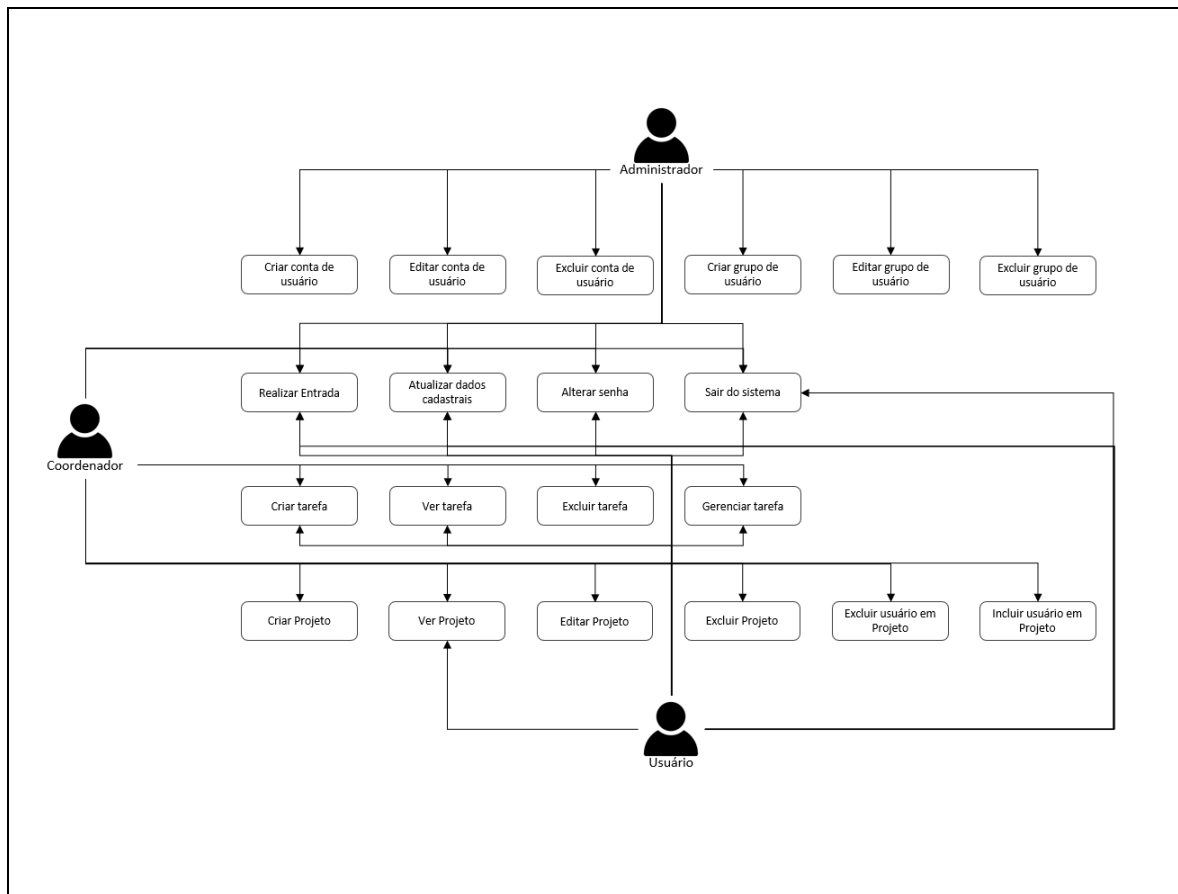 Administrador
Criar conta de
usuário
Editar conta de
usuário
Excluir conta de
usuário
Criar grupo de
usuário
Editar grupo de
usuário
Excluir grupo de
usuário
Realizar Entrada
Atualizar dados
cadastrais
Alterar senha
Sair do sistema
Coordenador
Criar tarefa
Ver tarefa
Excluir tarefa
Gerenciar tarefa
Criar Projeto
Ver Projeto
Editar Projeto
Excluir Projeto
Excluir usuário em
Projeto
Incluir usuário em
Projeto
Usuário